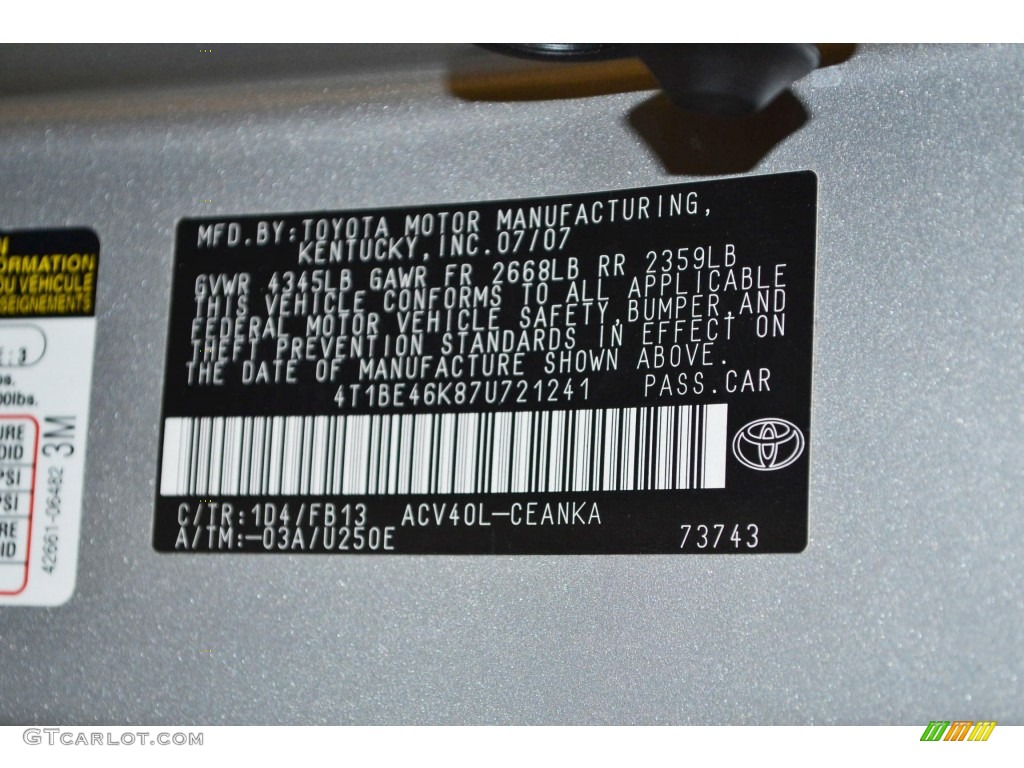 MFD.BY:TOYOTA MOTOR MANUFACTURING,
KENTUCKY,INC.07/07
GVWR 4345LB GAWR FR 2668LB RR 2359LB
THIS VEHICLE CONFORMS TO ALL APPLICABLE
FEDERAL MOTOR VEHICLE SAFETY,BUMPER,AND
THEFT PREVENTION STANDARDS IN EFFECT ON
THE DATE OF MANUFACTURE SHOWN ABOVE.
4T1BE46K87U721241 PASS.CAR
C/TR:1D4/FB13 ACV40L-CEANKA
A/TM:-03A/U250E 73743
3M
42661-06482
GTCARLOT.COM